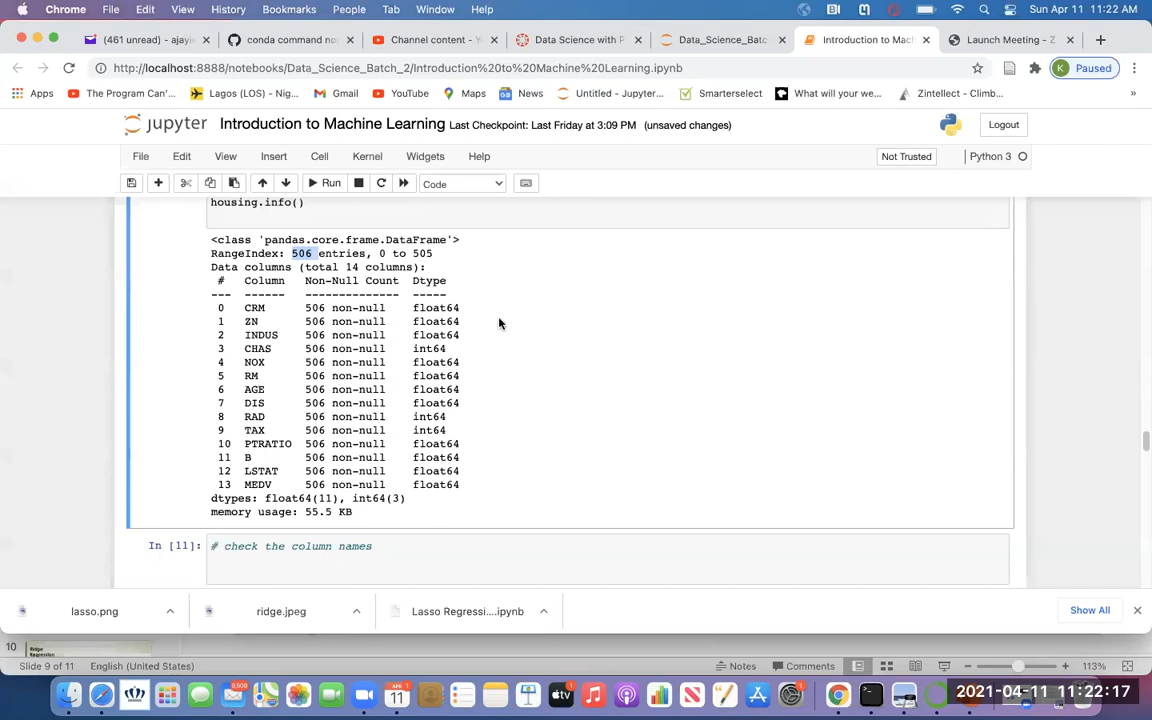 Chrome File Edit View History Bookmarks People Tab Window Help Sun Apr 11 11:22 AM
(461 unread) - ajayie
conda command no
Channel content - Y
Data Science with P
Data_Science_Batc
Introduction to Mac
Launch Meeting - Z
http://localhost:8888/notebooks/Data_Science_Batch_2/Introduction%20to%20Machine%20Learning.ipynb
K Paused
Apps The Program Can'... Lagos (LOS) - Nig... Gmail YouTube Maps News Untitled - Jupyter... Smarterselect What will your we... Zintellect - Climb... »
jupyter Introduction to Machine Learning Last Checkpoint: Last Friday at 3:09 PM (unsaved changes) Logout
File Edit View Insert Cell Kernel Widgets Help Not Trusted Python 3
Run Code
housing.info()
<class 'pandas.core.frame.DataFrame'>
RangeIndex: 506 entries, 0 to 505
Data columns (total 14 columns):
# Column Non-Null Count Dtype
--- ------ -------------- -----
0 CRM 506 non-null float64
1 ZN 506 non-null float64
2 INDUS 506 non-null float64
3 CHAS 506 non-null int64
4 NOX 506 non-null float64
5 RM 506 non-null float64
6 AGE 506 non-null float64
7 DIS 506 non-null float64
8 RAD 506 non-null int64
9 TAX 506 non-null int64
10 PTRATIO 506 non-null float64
11 B 506 non-null float64
12 LSTAT 506 non-null float64
13 MEDV 506 non-null float64
dtypes: float64(11), int64(3)
memory usage: 55.5 KB
In [11]: # check the column names
lasso.png ridge.jpeg Lasso Regressi....ipynb Show All
10 Ridge
Regression
Slide 9 of 11 English (United States) Notes Comments 113%
2021-04-11 11:22:17